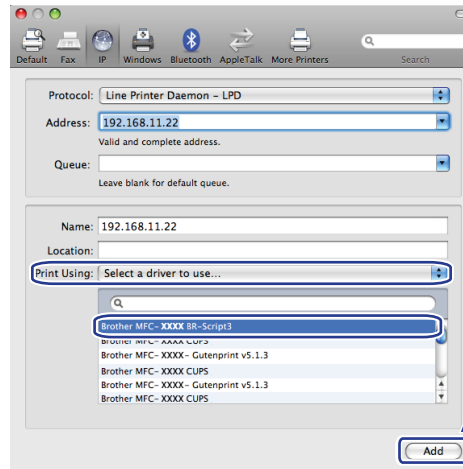 Default Fax IP Windows Bluetooth AppleTalk More Printers Search
Protocol: Line Printer Daemon – LPD
Address: 192.168.11.22
Valid and complete address.
Queue:
Leave blank for default queue.
Name: 192.168.11.22
Location:
Print Using: Select a driver to use...
Brother MFC- XXXX BR-Script3
Brother MFC- XXXX CUPS
Brother MFC- XXXX– Gutenprint v5.1.3
Brother MFC- XXXX CUPS
Brother MFC- XXXX– Gutenprint v5.1.3
Brother MFC- XXXX CUPS
Add